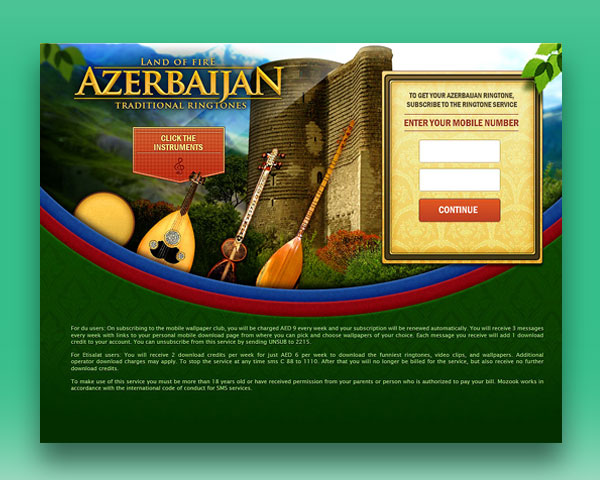 LAND OF FIRE
AZERBAIJAN
TRADITIONAL RINGTONES
CLICK THE
INSTRUMENTS
TO GET YOUR AZERBAIJAN RINGTONE,
SUBSCRIBE TO THE RINGTONE SERVICE
ENTER YOUR MOBILE NUMBER
CONTINUE
For du users: On subscribing to the mobile wallpaper club, you will be charged AED 9 every week and your subscription will be renewed automatically. You will receive 3 messages
every week with links to your personal mobile download page from where you can pick and choose wallpapers of your choice. Each message you receive will add 1 download
credit to your account. You can unsubscribe from this service by sending UNSUB to 2215.
For Etisalat users: You will receive 2 download credits per week for just AED 6 per week to download the funniest ringtones, video clips, and wallpapers. Additional
operator download charges may apply. To stop the service at any time sms C 88 to 1110. After that you will no longer be billed for the service, but also receive no further
download credits.
To make use of this service you must be more than 18 years old or have received permission from your parents or person who is authorized to pay your bill. Mozook works in
accordance with the international code of conduct for SMS services.